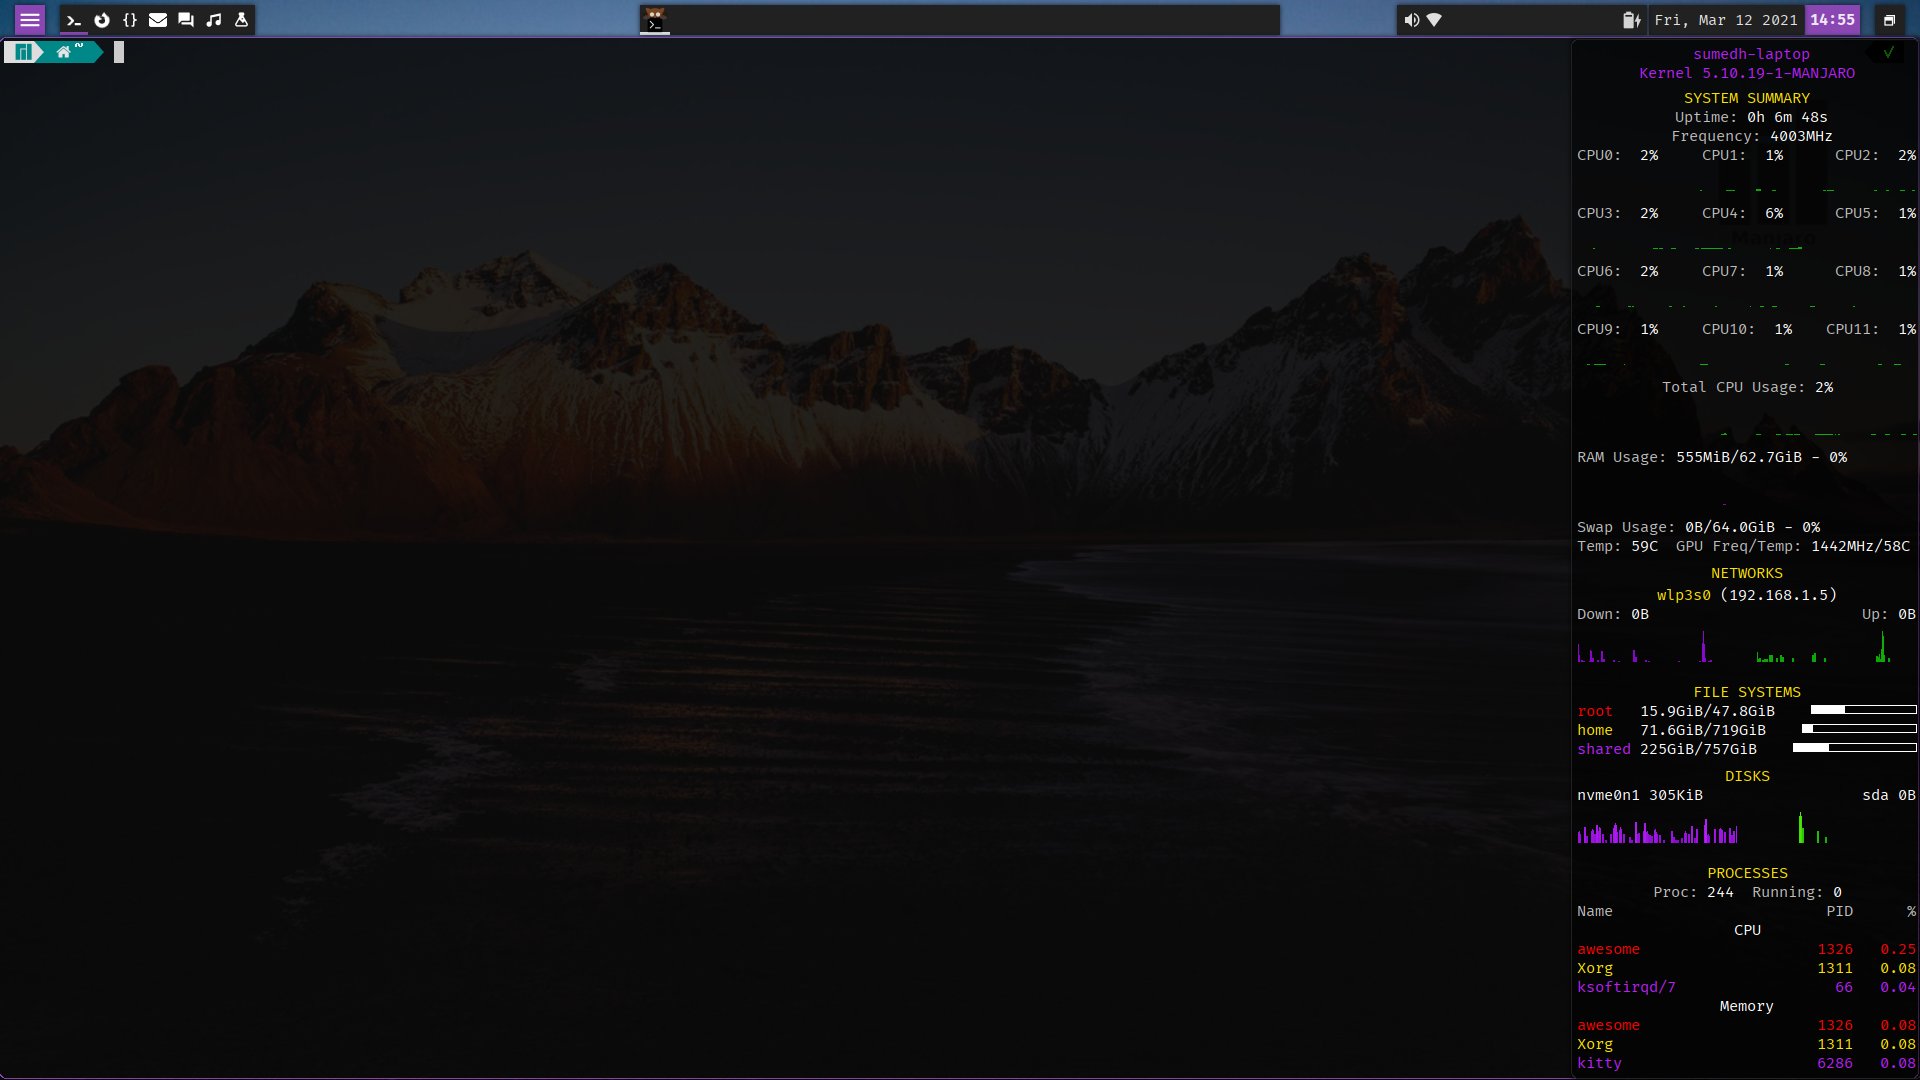 Fri, Mar 12 2021 14:55
~
sumedh-laptop
Kernel 5.10.19-1-MANJARO
SYSTEM SUMMARY
Uptime: 0h 6m 48s
Frequency: 4003MHz
CPU0: 2% CPU1: 1% CPU2: 2%
CPU3: 2% CPU4: 6% CPU5: 1%
Manjaro
CPU6: 2% CPU7: 1% CPU8: 1%
CPU9: 1% CPU10: 1% CPU11: 1%
Total CPU Usage: 2%
RAM Usage: 555MiB/62.7GiB - 0%
Swap Usage: 0B/64.0GiB - 0%
Temp: 59C GPU Freq/Temp: 1442MHz/58C
NETWORKS
wlp3s0 (192.168.1.5)
Down: 0B Up: 0B
FILE SYSTEMS
root 15.9GiB/47.8GiB
home 71.6GiB/719GiB
shared 225GiB/757GiB
DISKS
nvme0n1 305KiB sda 0B
PROCESSES
Proc: 244 Running: 0
Name PID %
CPU
awesome 1326 0.25
Xorg 1311 0.08
ksoftirqd/7 66 0.04
Memory
awesome 1326 0.08
Xorg 1311 0.08
kitty 6286 0.08